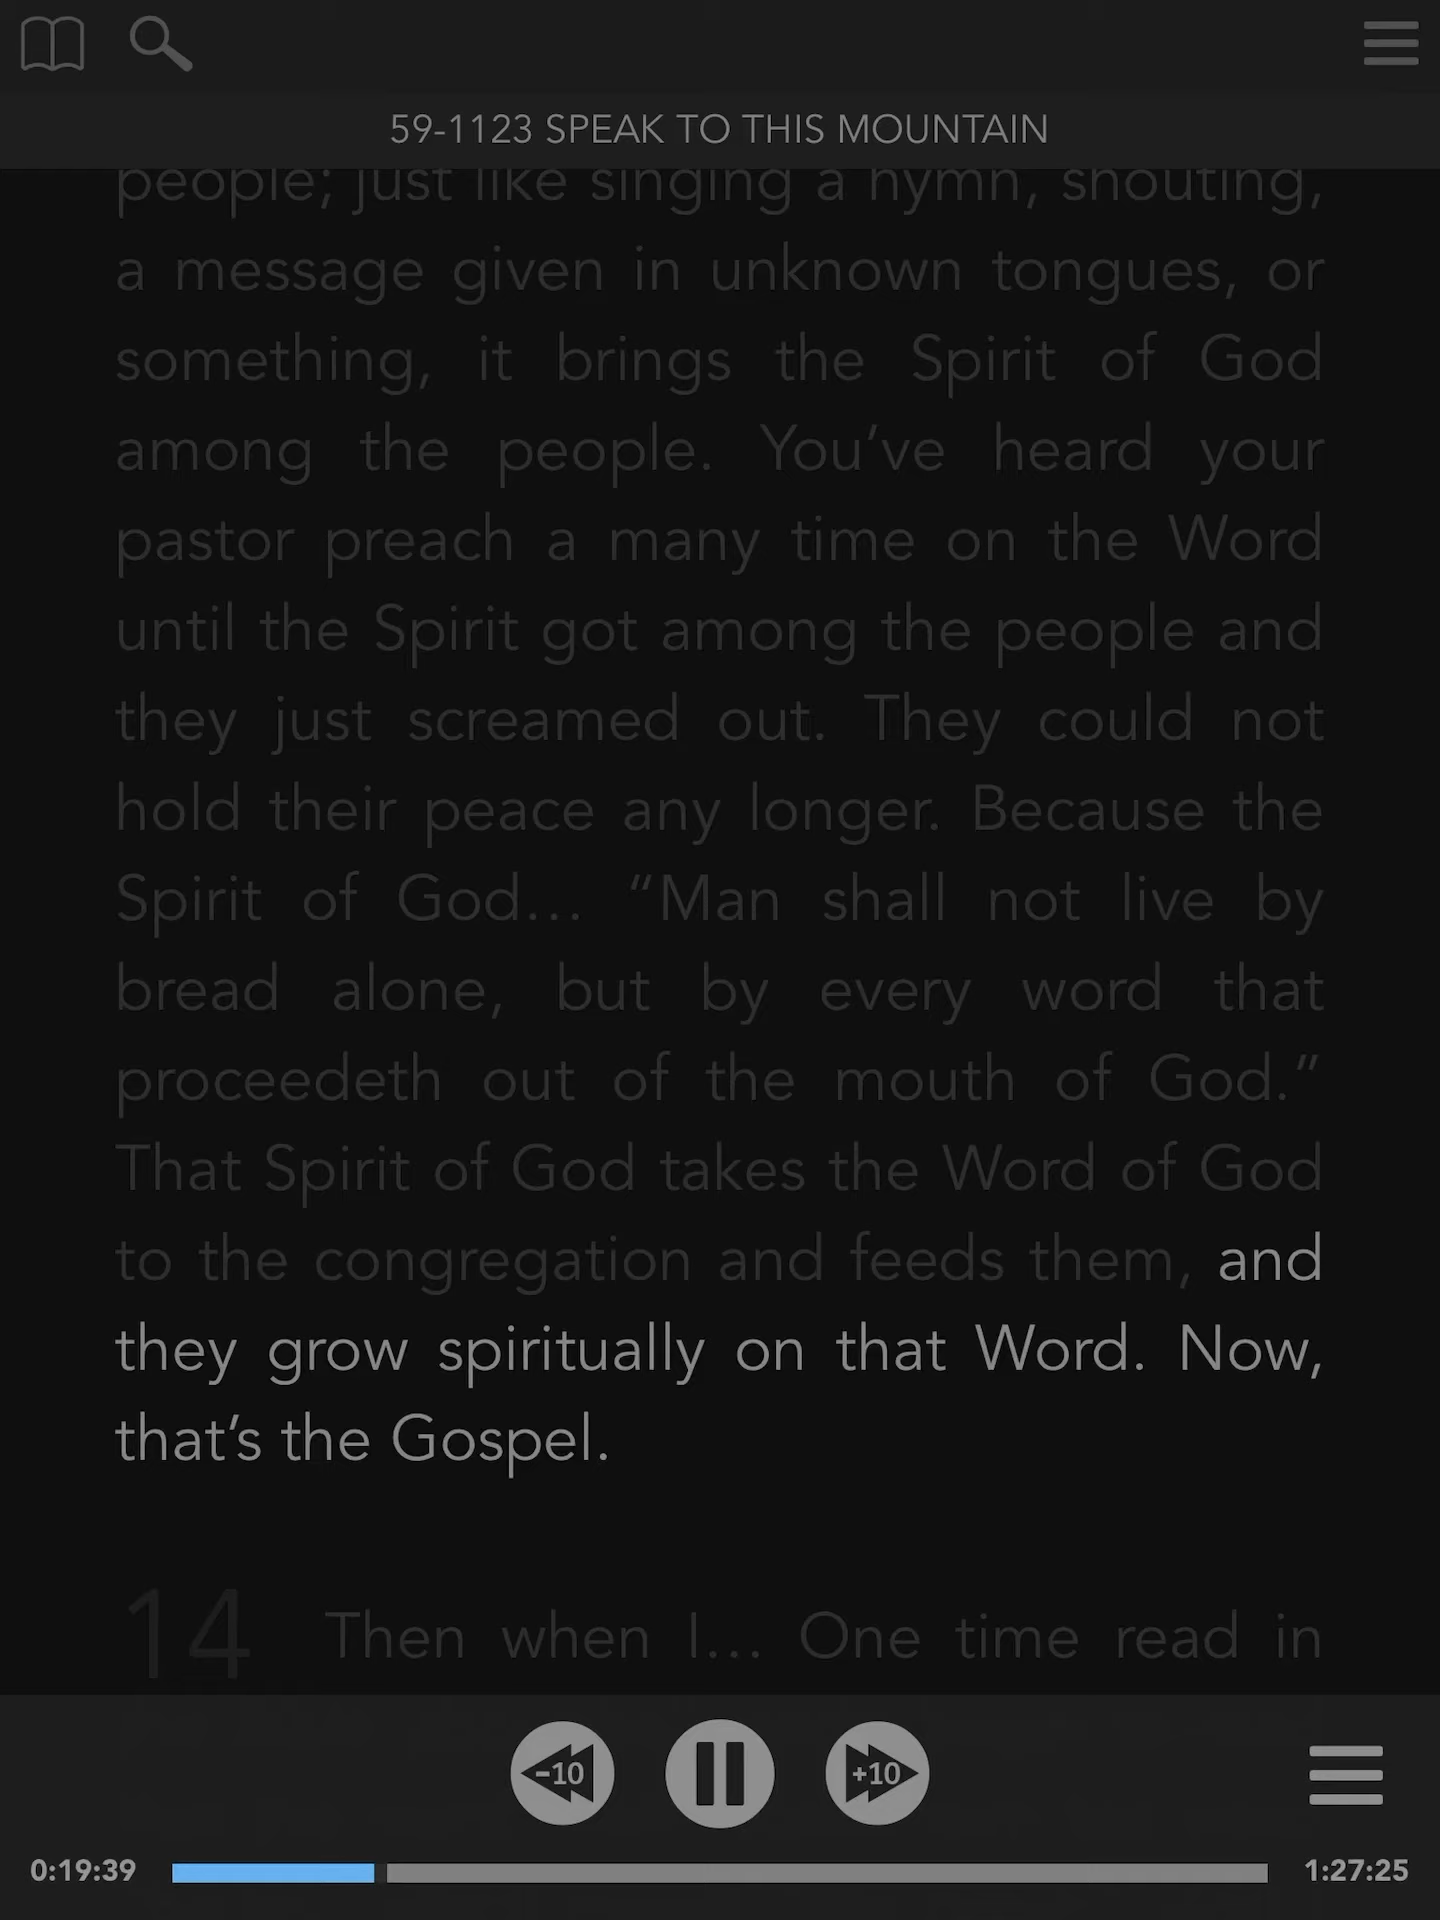 59-1123 SPEAK TO THIS MOUNTAIN
people; just like singing a hymn, shouting,
a message given in unknown tongues, or
something, it brings the Spirit of God
among the people. You’ve heard your
pastor preach a many time on the Word
until the Spirit got among the people and
they just screamed out. They could not
hold their peace any longer. Because the
Spirit of God… “Man shall not live by
bread alone, but by every word that
proceedeth out of the mouth of God.”
That Spirit of God takes the Word of God
to the congregation and feeds them, and
they grow spiritually on that Word. Now,
that’s the Gospel.
14 Then when I… One time read in
-10 +10
0:19:39 1:27:25